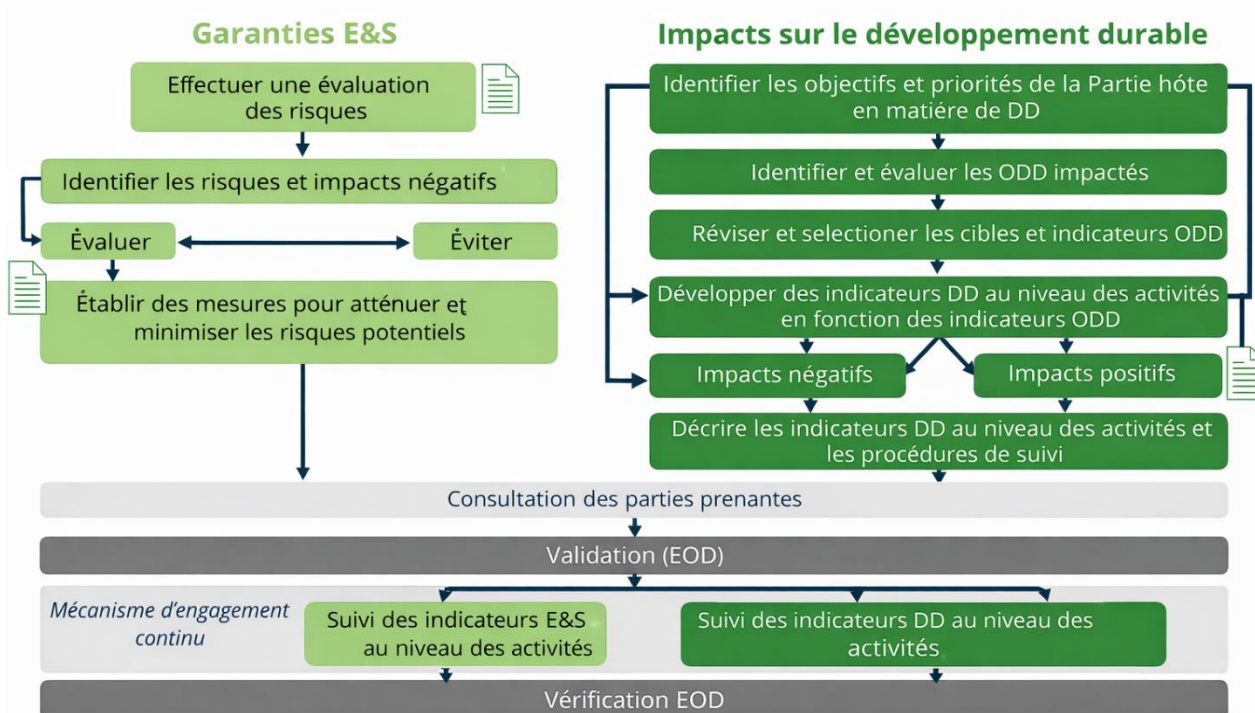 Garanties E&S
Effectuer une évaluation
des risques
Identifier les risques et impacts négatifs
Évaluer
Éviter
Établir des mesures pour atténuer et
minimiser les risques potentiels
Impacts sur le développement durable
Identifier les objectifs et priorités de la Partie hóte
en matiére de DD
Identifier et évaluer les ODD impactés
Réviser et selectioner les cibles et indicateurs ODD
Développer des indicateurs DD au niveau des activités
en fonction des indicateurs ODD
Impacts négatifs
Impacts positifs
Décrire les indicateurs DD au niveau des activités et
les procédures de suivi
Consultation des parties prenantes
Validation (EOD)
Mécanisme d'engagement
continu
Suivi des indicateurs E&S
au niveau des activités
Suivi des indicateurs DD au niveau des
activités
Vérification EOD